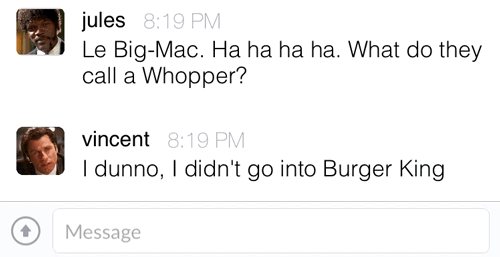 jules 8:19 PM
Le Big-Mac. Ha ha ha ha. What do they
call a Whopper?
vincent 8:19 PM
I dunno, I didn't go into Burger King
Message